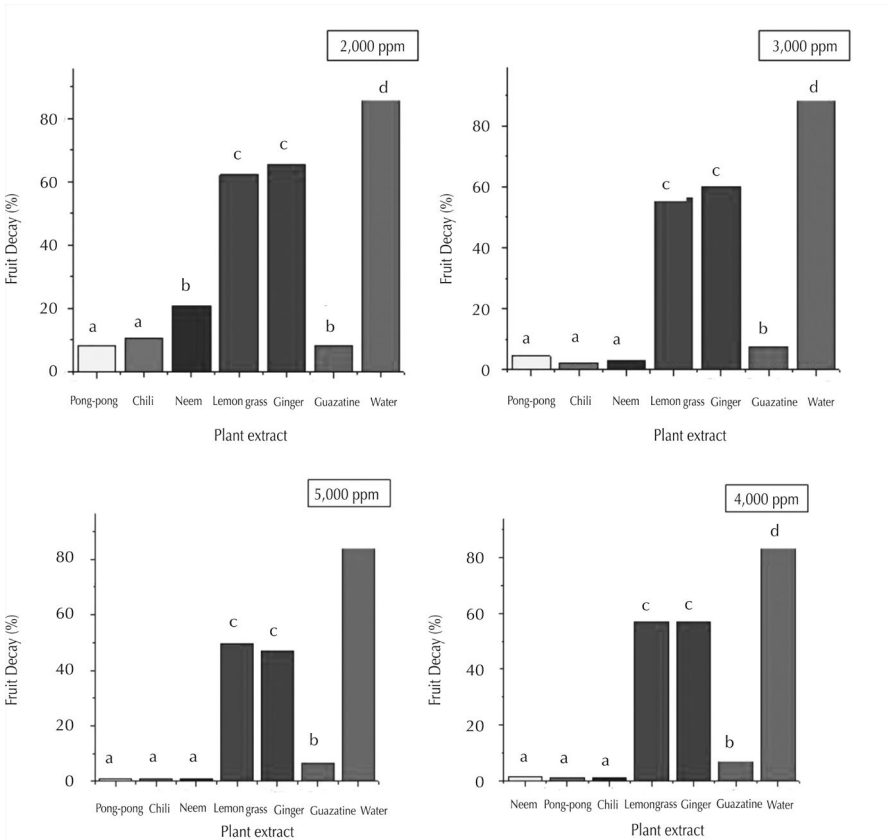 2,000 ppm
d
80
c
c
60
Fruit Decay (%)
40
b
20
a
a
b
0
Pong-pong Chili Neem Lemon grass Ginger Guazatine Water
Plant extract
3,000 ppm
d
80
c
c
60
Fruit Decay (%)
40
20
a
a
a
b
0
Pong-pong Chili Neem Lemon grass Ginger Guazatine Water
Plant extract
5,000 ppm
80
60
c
c
Fruit Decay (%)
40
20
a
a
a
b
0
Pong-pong Chili Neem Lemon grass Ginger Guazatine Water
Plant extract
4,000 ppm
d
80
c
c
60
Fruit Decay (%)
40
20
a
a
a
b
0
Neem Pong-pong Chili Lemongrass Ginger Guazatine Water
Plant extract